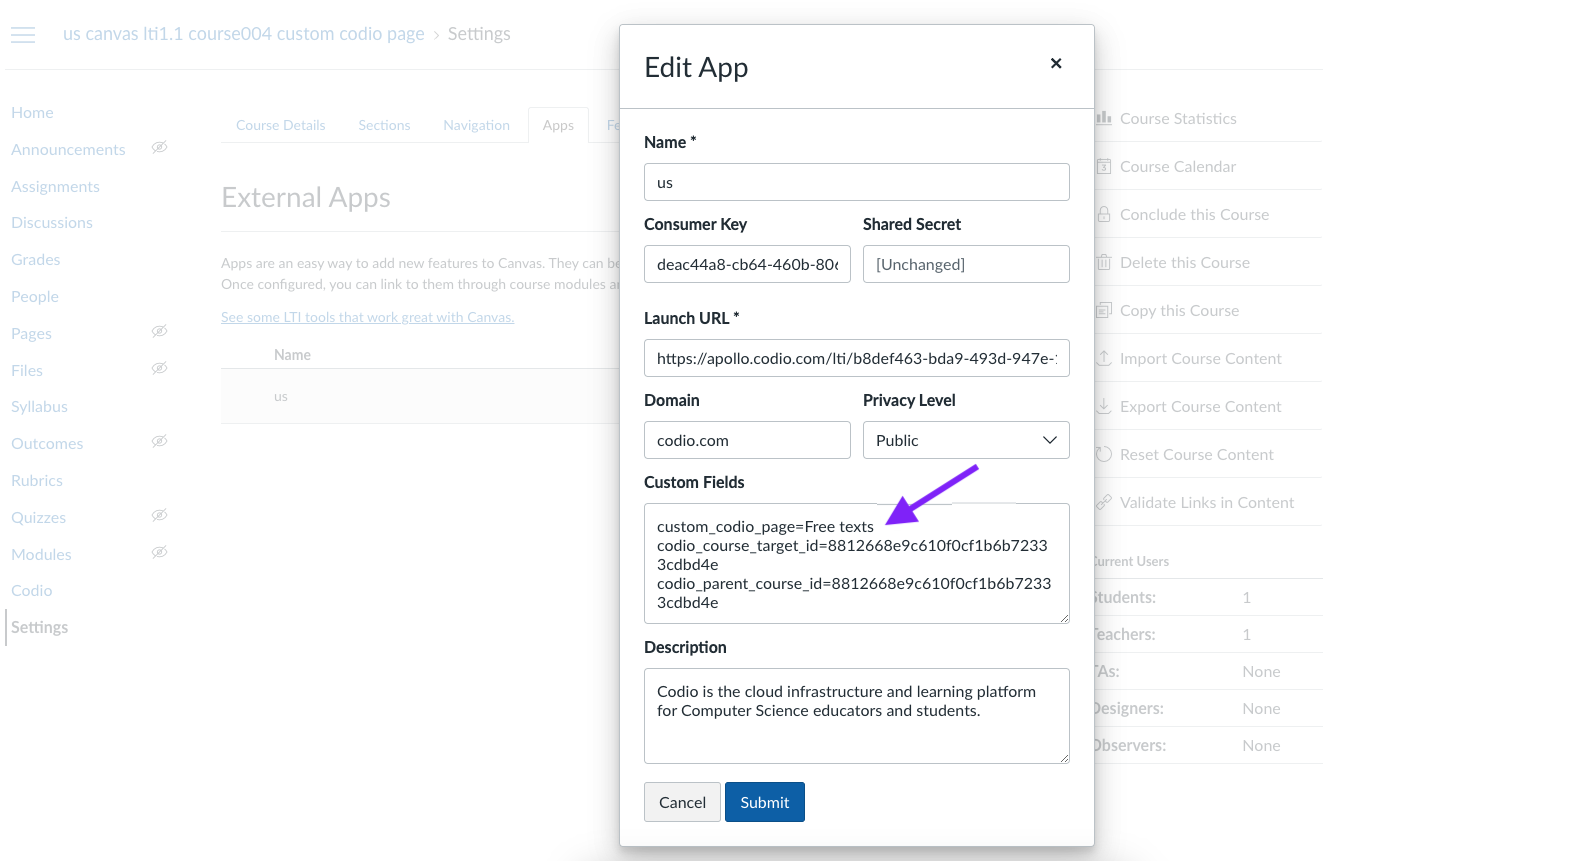 us canvas lti1.1 course004 custom codio page › Settings
Home
Announcements
Assignments
Discussions
Grades
People
Pages
Files
Syllabus
Outcomes
Rubrics
Quizzes
Modules
Codio
Settings
Course Details Sections Navigation Apps Fe
External Apps
Apps are an easy way to add new features to Canvas. They can be
Once configured, you can link to them through course modules a
See some LTI tools that work great with Canvas.
Name
us
Edit App
×
Name *
us
Consumer Key Shared Secret
deac44a8-cb64-460b-806 [Unchanged]
Launch URL *
https://apollo.codio.com/lti/b8def463-bda9-493d-947e-
Domain Privacy Level
codio.com Public
Custom Fields
custom_codio_page=Free texts
codio_course_target_id=8812668e9c610f0cf1b6b7233
3cdbd4e
codio_parent_course_id=8812668e9c610f0cf1b6b7233
3cdbd4e
Description
Codio is the cloud infrastructure and learning platform
for Computer Science educators and students.
Cancel Submit
Course Statistics
Course Calendar
Conclude this Course
Delete this Course
Copy this Course
Import Course Content
Export Course Content
Reset Course Content
Validate Links in Content
Current Users
Students: 1
Teachers: 1
TAs: None
Designers: None
Observers: None